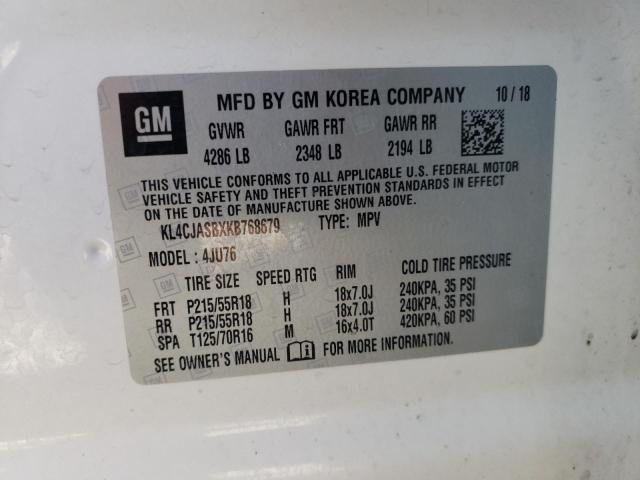 GM
MFD BY GM KOREA COMPANY 10/18
GVWR GAWR FRT GAWR RR
4286 LB 2348 LB 2194 LB
THIS VEHICLE CONFORMS TO ALL APPLICABLE U.S. FEDERAL MOTOR
VEHICLE SAFETY AND THEFT PREVENTION STANDARDS IN EFFECT
ON THE DATE OF MANUFACTURE SHOWN ABOVE.
KL4CJASBXKB768679 TYPE: MPV
MODEL: 4JU76
TIRE SIZE SPEED RTG RIM COLD TIRE PRESSURE
FRT P215/55R18 H 18x7.0J 240KPA, 35 PSI
RR P215/55R18 H 18x7.0J 240KPA, 35 PSI
SPA T125/70R16 M 16x4.0T 420KPA, 60 PSI
SEE OWNER'S MANUAL FOR MORE INFORMATION